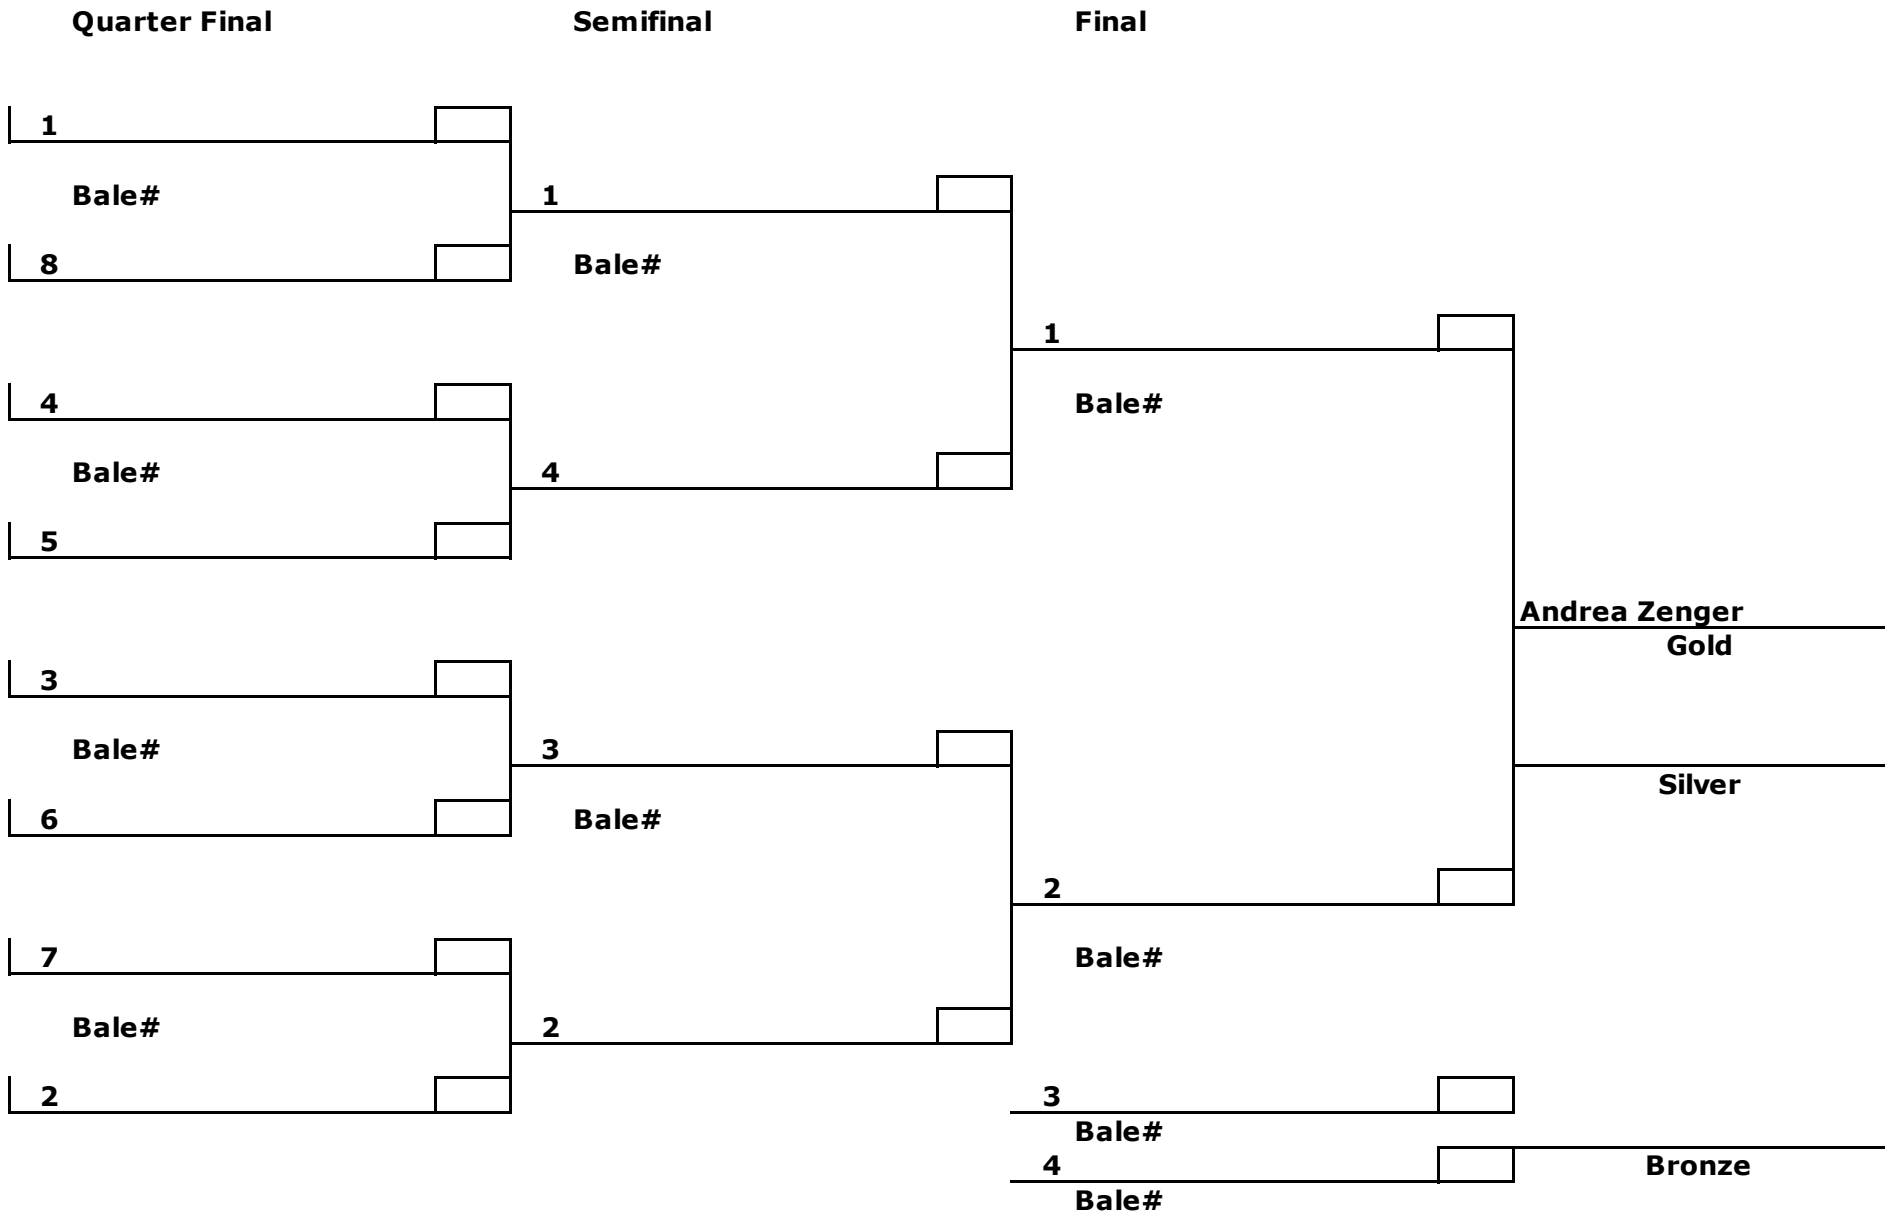 Quarter Final
Semifinal
Final
1
Bale#
1
8
Bale#
1
4
Bale#
Bale#
4
5
Andrea Zenger
Gold
3
Bale#
3
Silver
6
Bale#
2
7
Bale#
Bale#
2
2
3
Bale#
4
Bronze
Bale#